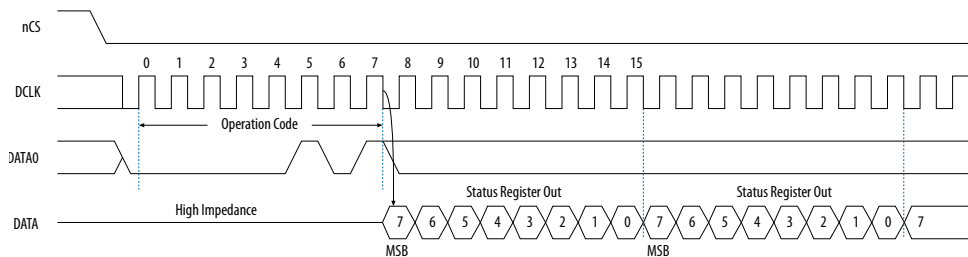 nCS
0 1 2 3 4 5 6 7 8 9 10 11 12 13 14 15
DCLK
Operation Code
DATA0
Status Register Out Status Register Out
High Impedance
DATA 7 6 5 4 3 2 1 0 7 6 5 4 3 2 1 0 7
MSB MSB